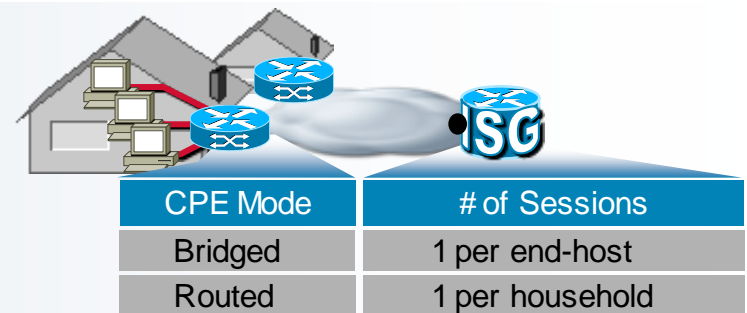 ISG
CPE Mode # of Sessions
Bridged 1 per end-host
Routed 1 per household